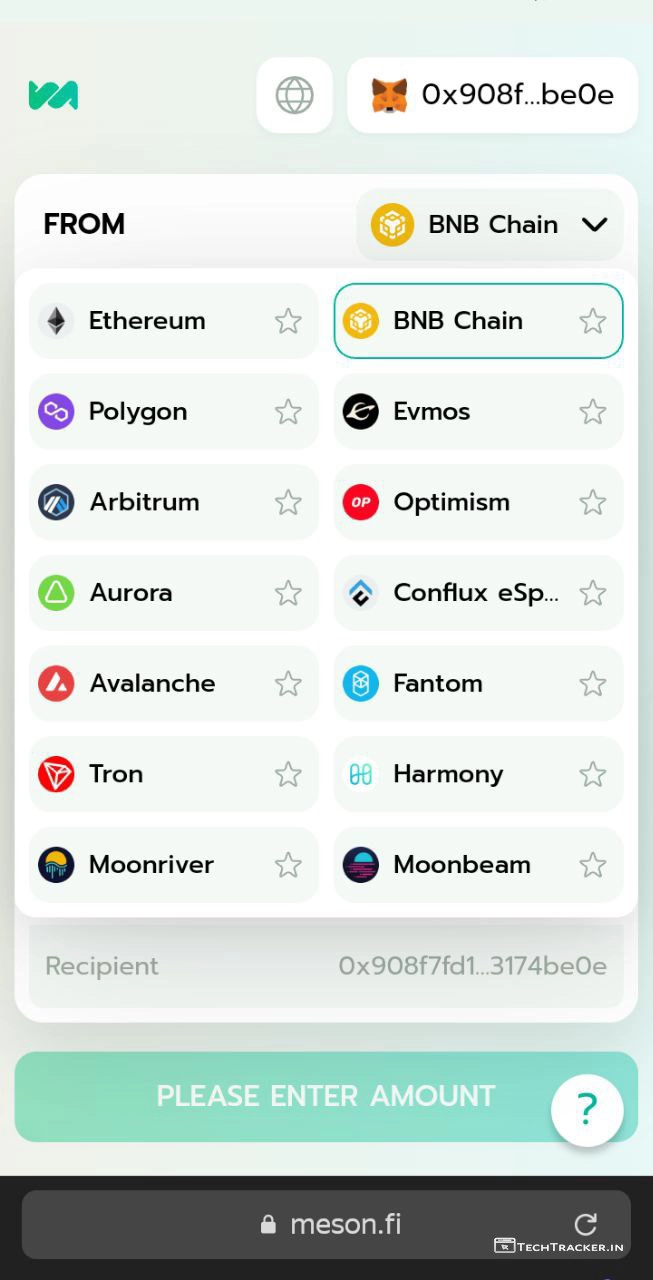 0x908f...be0e
FROM
BNB Chain
Ethereum
BNB Chain
Polygon
Evmos
Arbitrum
OP
Optimism
Aurora
Conflux eSp...
Avalanche
Fantom
Tron
Harmony
Moonriver
Moonbeam
Recipient
0x908f7fd1...3174be0e
PLEASE ENTER AMOUNT
?
meson.fi
TECHTRACKER.IN